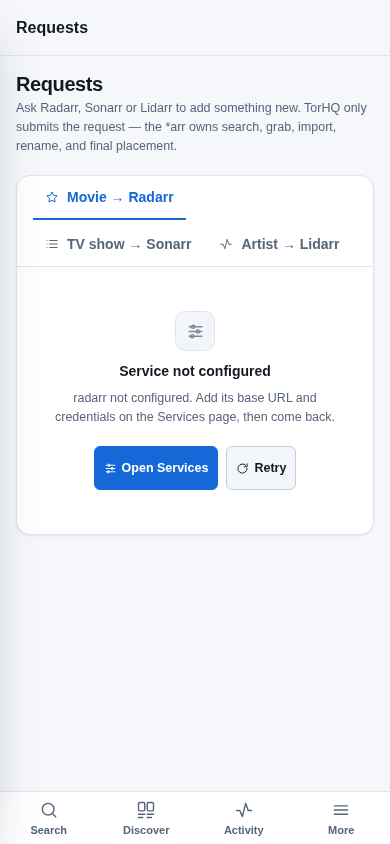 Requests
Requests
Ask Radarr, Sonarr or Lidarr to add something new. TorHQ only
submits the request — the *arr owns search, grab, import,
rename, and final placement.
Movie → Radarr
TV show → Sonarr Artist → Lidarr
Service not configured
radarr not configured. Add its base URL and
credentials on the Services page, then come back.
Open Services Retry
Search Discover Activity More